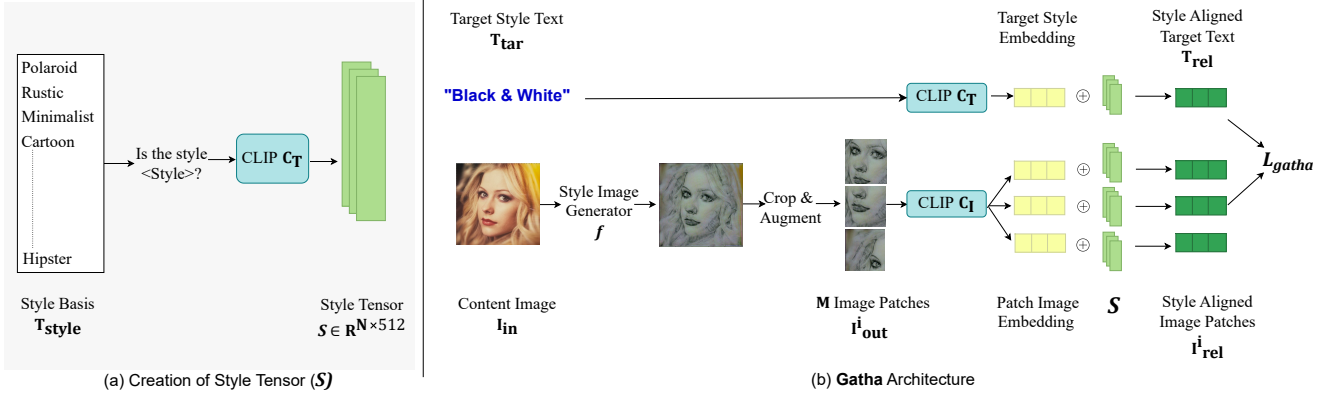 Polaroid
Rustic
Minimalist
Cartoon
Hipster
Is the style
<Style>?
CLIP C_T
Style Basis
T_style
Style Tensor
S ∈ R^{N×512}
(a) Creation of Style Tensor (S)
Target Style Text
T_tar
"Black & White"
CLIP C_T
Target Style
Embedding
⊕
Style Aligned
Target Text
T_rel
Style Image
Generator
f
Crop &
Augment
CLIP C_I
⊕
⊕
⊕
L_gatha
Content Image
I_in
M Image Patches
I^i_out
Patch Image
Embedding
S
Style Aligned
Image Patches
I^i_rel
(b) Gatha Architecture